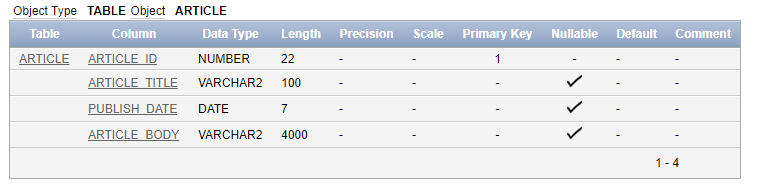 Object Type TABLE Object ARTICLE
Table Column Data Type Length Precision Scale Primary Key Nullable Default Comment
ARTICLE ARTICLE_ID NUMBER 22 - - 1 - - -
ARTICLE_TITLE VARCHAR2 100 - - - ✓ - -
PUBLISH_DATE DATE 7 - - - ✓ - -
ARTICLE_BODY VARCHAR2 4000 - - - ✓ - -
1 - 4